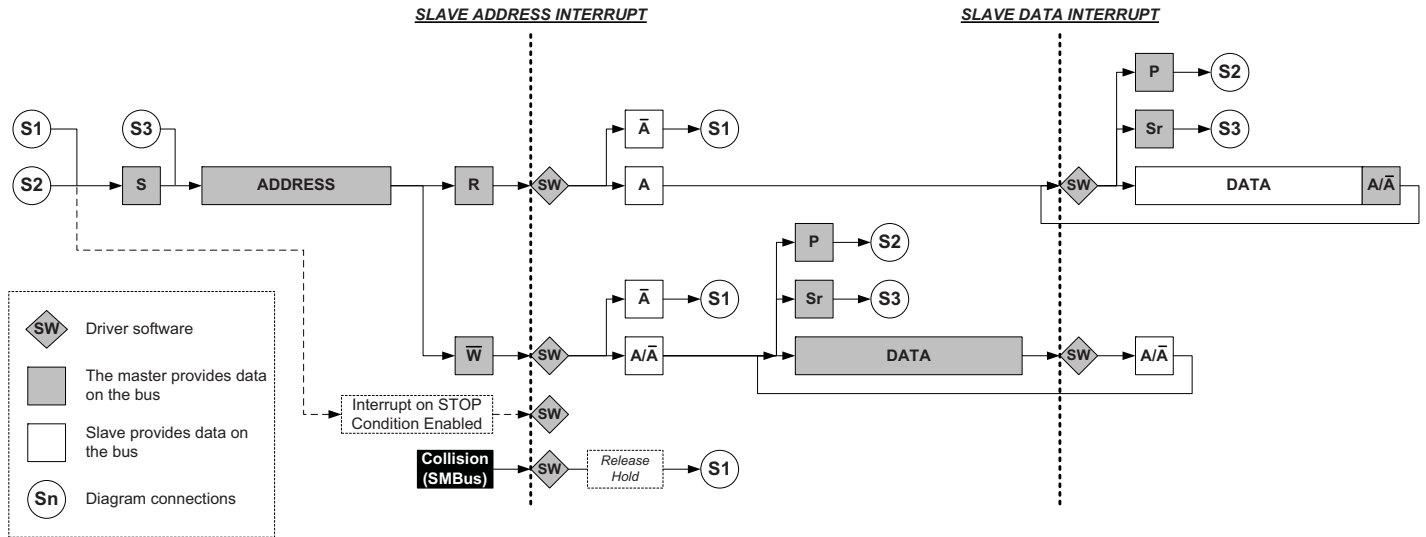 SLAVE ADDRESS INTERRUPT
SLAVE DATA INTERRUPT
P
S2
S1
S3
A̅
S1
Sr
S3
S2
S
ADDRESS
R
SW
A
SW
DATA
A/A̅
P
S2
A̅
S1
Sr
S3
W̅
SW
A/A̅
DATA
SW
A/A̅
SW
Driver software
The master provides data
on the bus
Slave provides data on
the bus
Sn
Diagram connections
Interrupt on STOP
Condition Enabled
SW
Collision
(SMBus)
SW
Release
Hold
S1